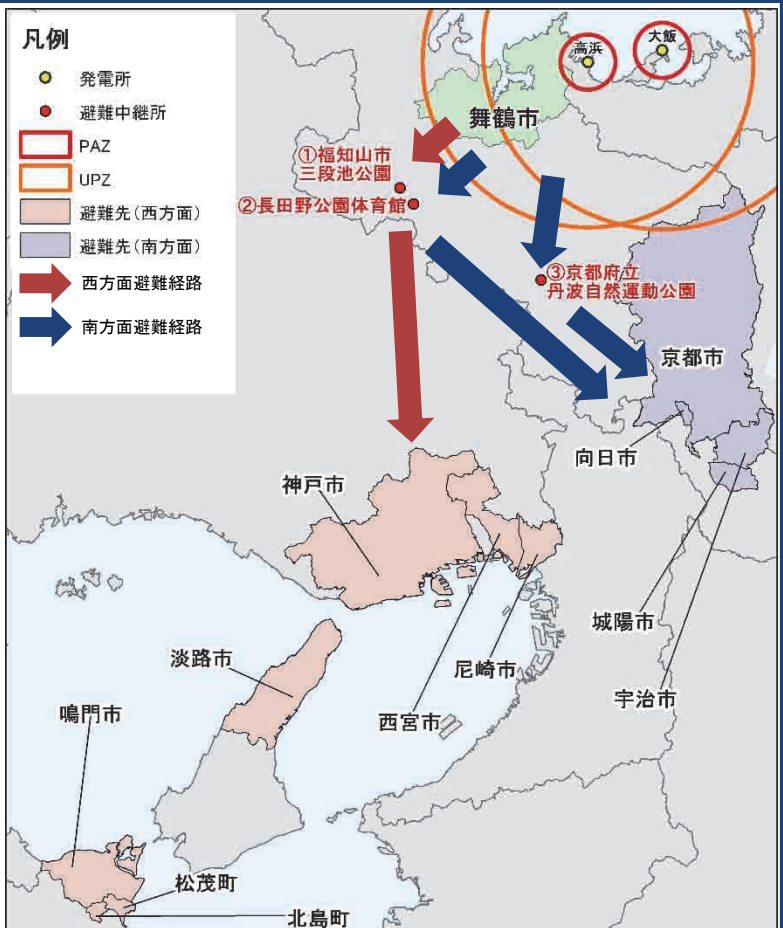 凡例
発電所
避難中継所
PAZ
UPZ
避難先(西方面)
避難先(南方面)
西方面避難経路
南方面避難経路
高浜
大飯
舞鶴市
①福知山市
三段池公園
②長田野公園体育館
③京都府立
丹波自然運動公園
京都市
向日市
神戸市
城陽市
淡路市
尼崎市
宇治市
西宮市
鳴門市
松茂町
北島町